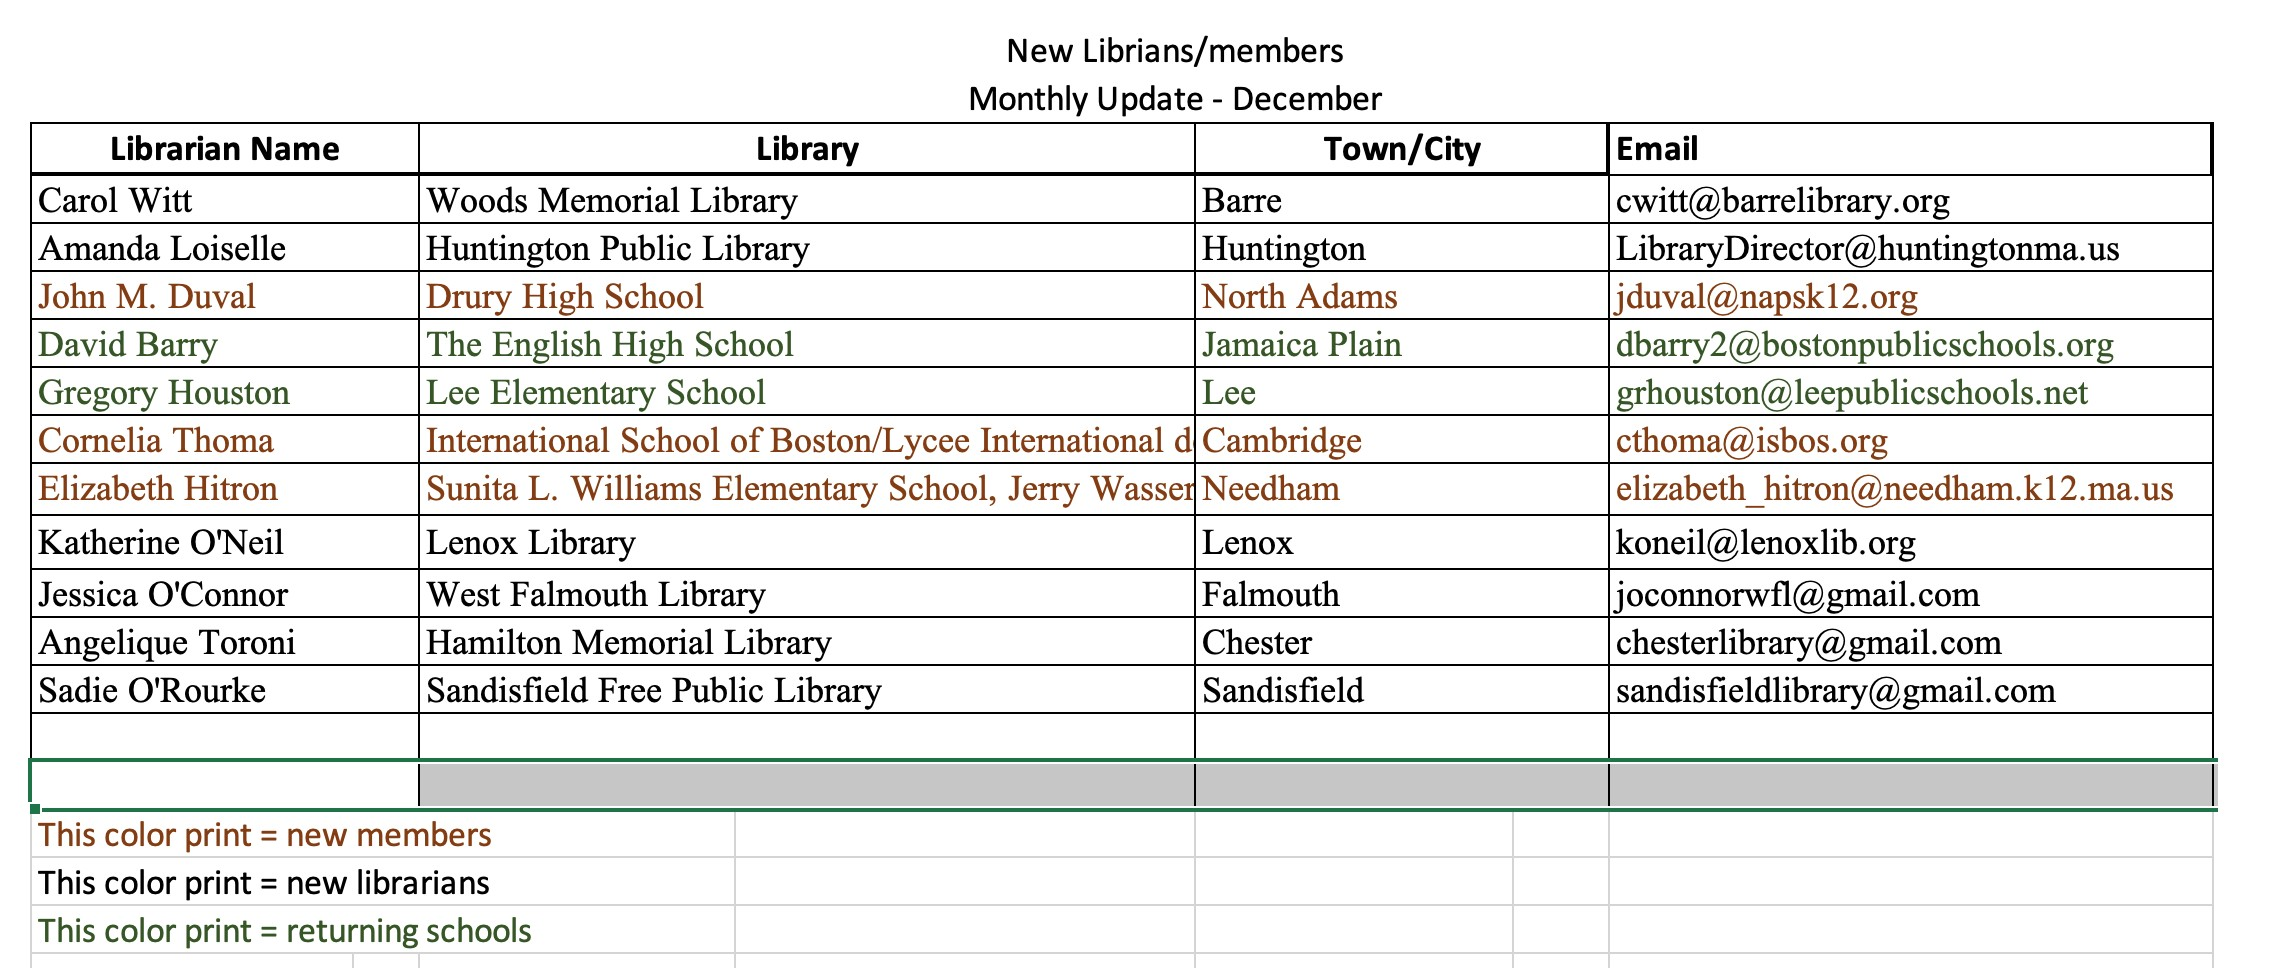 New Librians/members
Monthly Update - December
Librarian Name Library Town/City Email
Carol Witt Woods Memorial Library Barre cwitt@barrelibrary.org
Amanda Loiselle Huntington Public Library Huntington LibraryDirector@huntingtonma.us
John M. Duval Drury High School North Adams jduval@napsk12.org
David Barry The English High School Jamaica Plain dbarry2@bostonpublicschools.org
Gregory Houston Lee Elementary School Lee grhouston@leepublicschools.net
Cornelia Thoma International School of Boston/Lycee International d Cambridge cthoma@isbos.org
Elizabeth Hitron Sunita L. Williams Elementary School, Jerry Wasser Needham elizabeth_hitron@needham.k12.ma.us
Katherine O'Neil Lenox Library Lenox koneil@lenoxlib.org
Jessica O'Connor West Falmouth Library Falmouth joconnorwfl@gmail.com
Angelique Toroni Hamilton Memorial Library Chester chesterlibrary@gmail.com
Sadie O'Rourke Sandisfield Free Public Library Sandisfield sandisfieldlibrary@gmail.com
This color print = new members
This color print = new librarians
This color print = returning schools